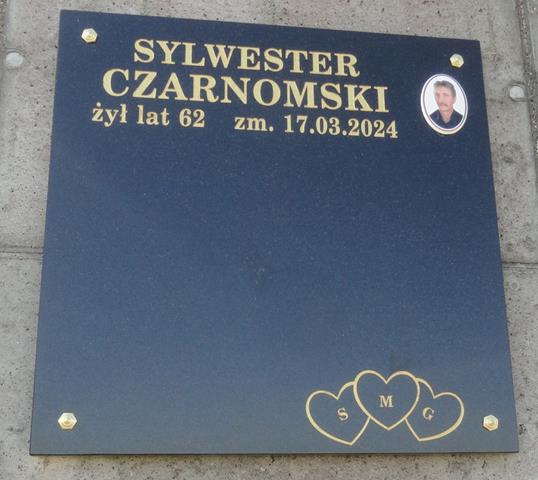 SYLWESTER
CZARNOMSKI
żył lat 62 zm. 17.03.2024
S M G